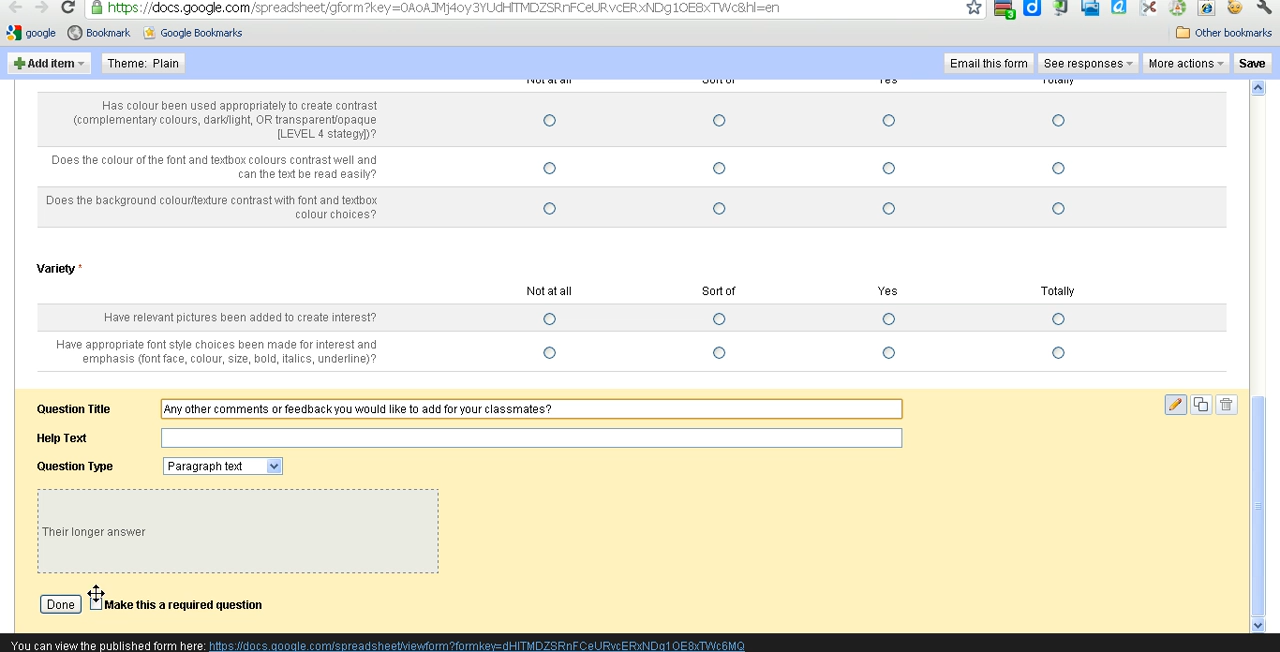 https://docs.google.com/spreadsheet/gform?key=0AoAJMj4oy3YUdHlTMDZSRnFCeURVcERxNDg1OE8xTWc&hl=en
google Bookmark Google Bookmarks Other bookmarks
Add item Theme: Plain Email this form See responses More actions Save
Not at all Sort of Yes Totally
Has colour been used appropriately to create contrast
(complementary colours, dark/light, OR transparent/opaque
[LEVEL 4 stategy])?
Does the colour of the font and textbox colours contrast well and
can the text be read easily?
Does the background colour/texture contrast with font and textbox
colour choices?
Variety *
Not at all Sort of Yes Totally
Have relevant pictures been added to create interest?
Have appropriate font style choices been made for interest and
emphasis (font face, colour, size, bold, italics, underline)?
Question Title Any other comments or feedback you would like to add for your classmates?
Help Text
Question Type Paragraph text
Their longer answer
Done Make this a required question
You can view the published form here: https://docs.google.com/spreadsheet/viewform?formkey=dHlTMDZSRnFCeURVcERxNDg1OE8xTWc6MQ